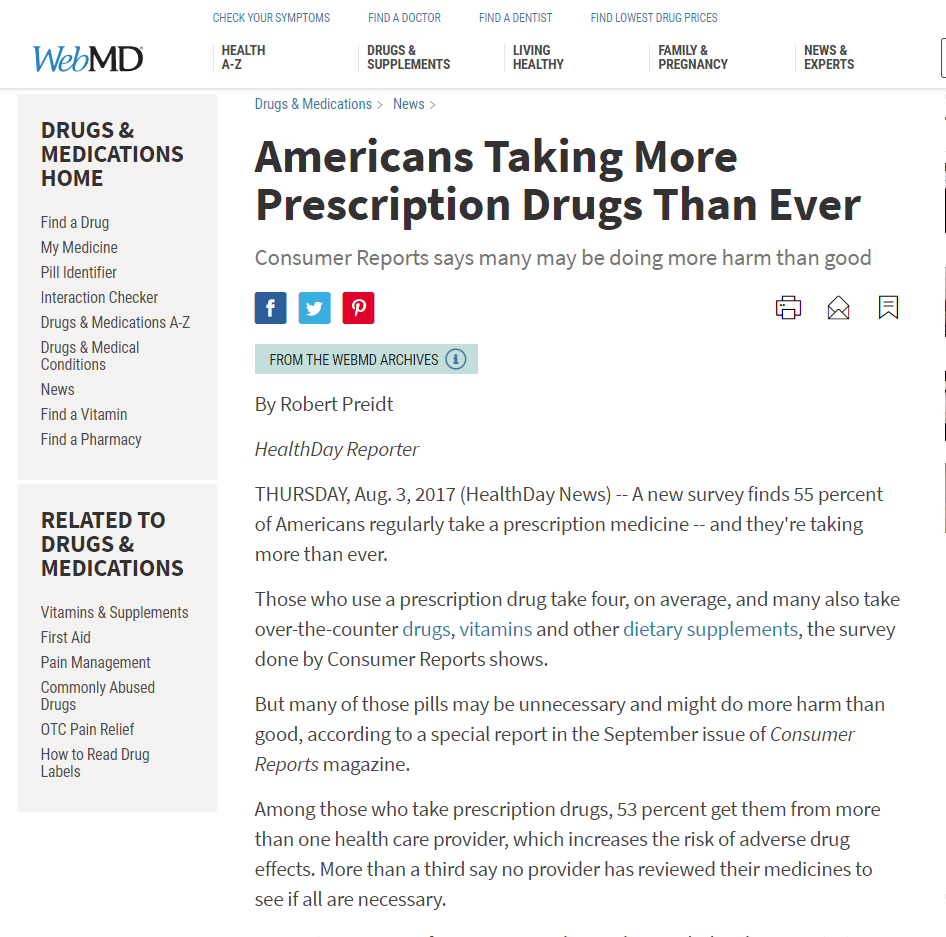 CHECK YOUR SYMPTOMS FIND A DOCTOR FIND A DENTIST FIND LOWEST DRUG PRICES
WebMD
HEALTH
A-Z
DRUGS &
SUPPLEMENTS
LIVING
HEALTHY
FAMILY &
PREGNANCY
NEWS &
EXPERTS
DRUGS &
MEDICATIONS
HOME
Find a Drug
My Medicine
Pill Identifier
Interaction Checker
Drugs & Medications A-Z
Drugs & Medical
Conditions
News
Find a Vitamin
Find a Pharmacy
RELATED TO
DRUGS &
MEDICATIONS
Vitamins & Supplements
First Aid
Pain Management
Commonly Abused
Drugs
OTC Pain Relief
How to Read Drug
Labels
Drugs & Medications > News >
Americans Taking More
Prescription Drugs Than Ever
Consumer Reports says many may be doing more harm than good
FROM THE WEBMD ARCHIVES
By Robert Preidt
HealthDay Reporter
THURSDAY, Aug. 3, 2017 (HealthDay News) -- A new survey finds 55 percent
of Americans regularly take a prescription medicine -- and they're taking
more than ever.
Those who use a prescription drug take four, on average, and many also take
over-the-counter drugs, vitamins and other dietary supplements, the survey
done by Consumer Reports shows.
But many of those pills may be unnecessary and might do more harm than
good, according to a special report in the September issue of Consumer
Reports magazine.
Among those who take prescription drugs, 53 percent get them from more
than one health care provider, which increases the risk of adverse drug
effects. More than a third say no provider has reviewed their medicines to
see if all are necessary.